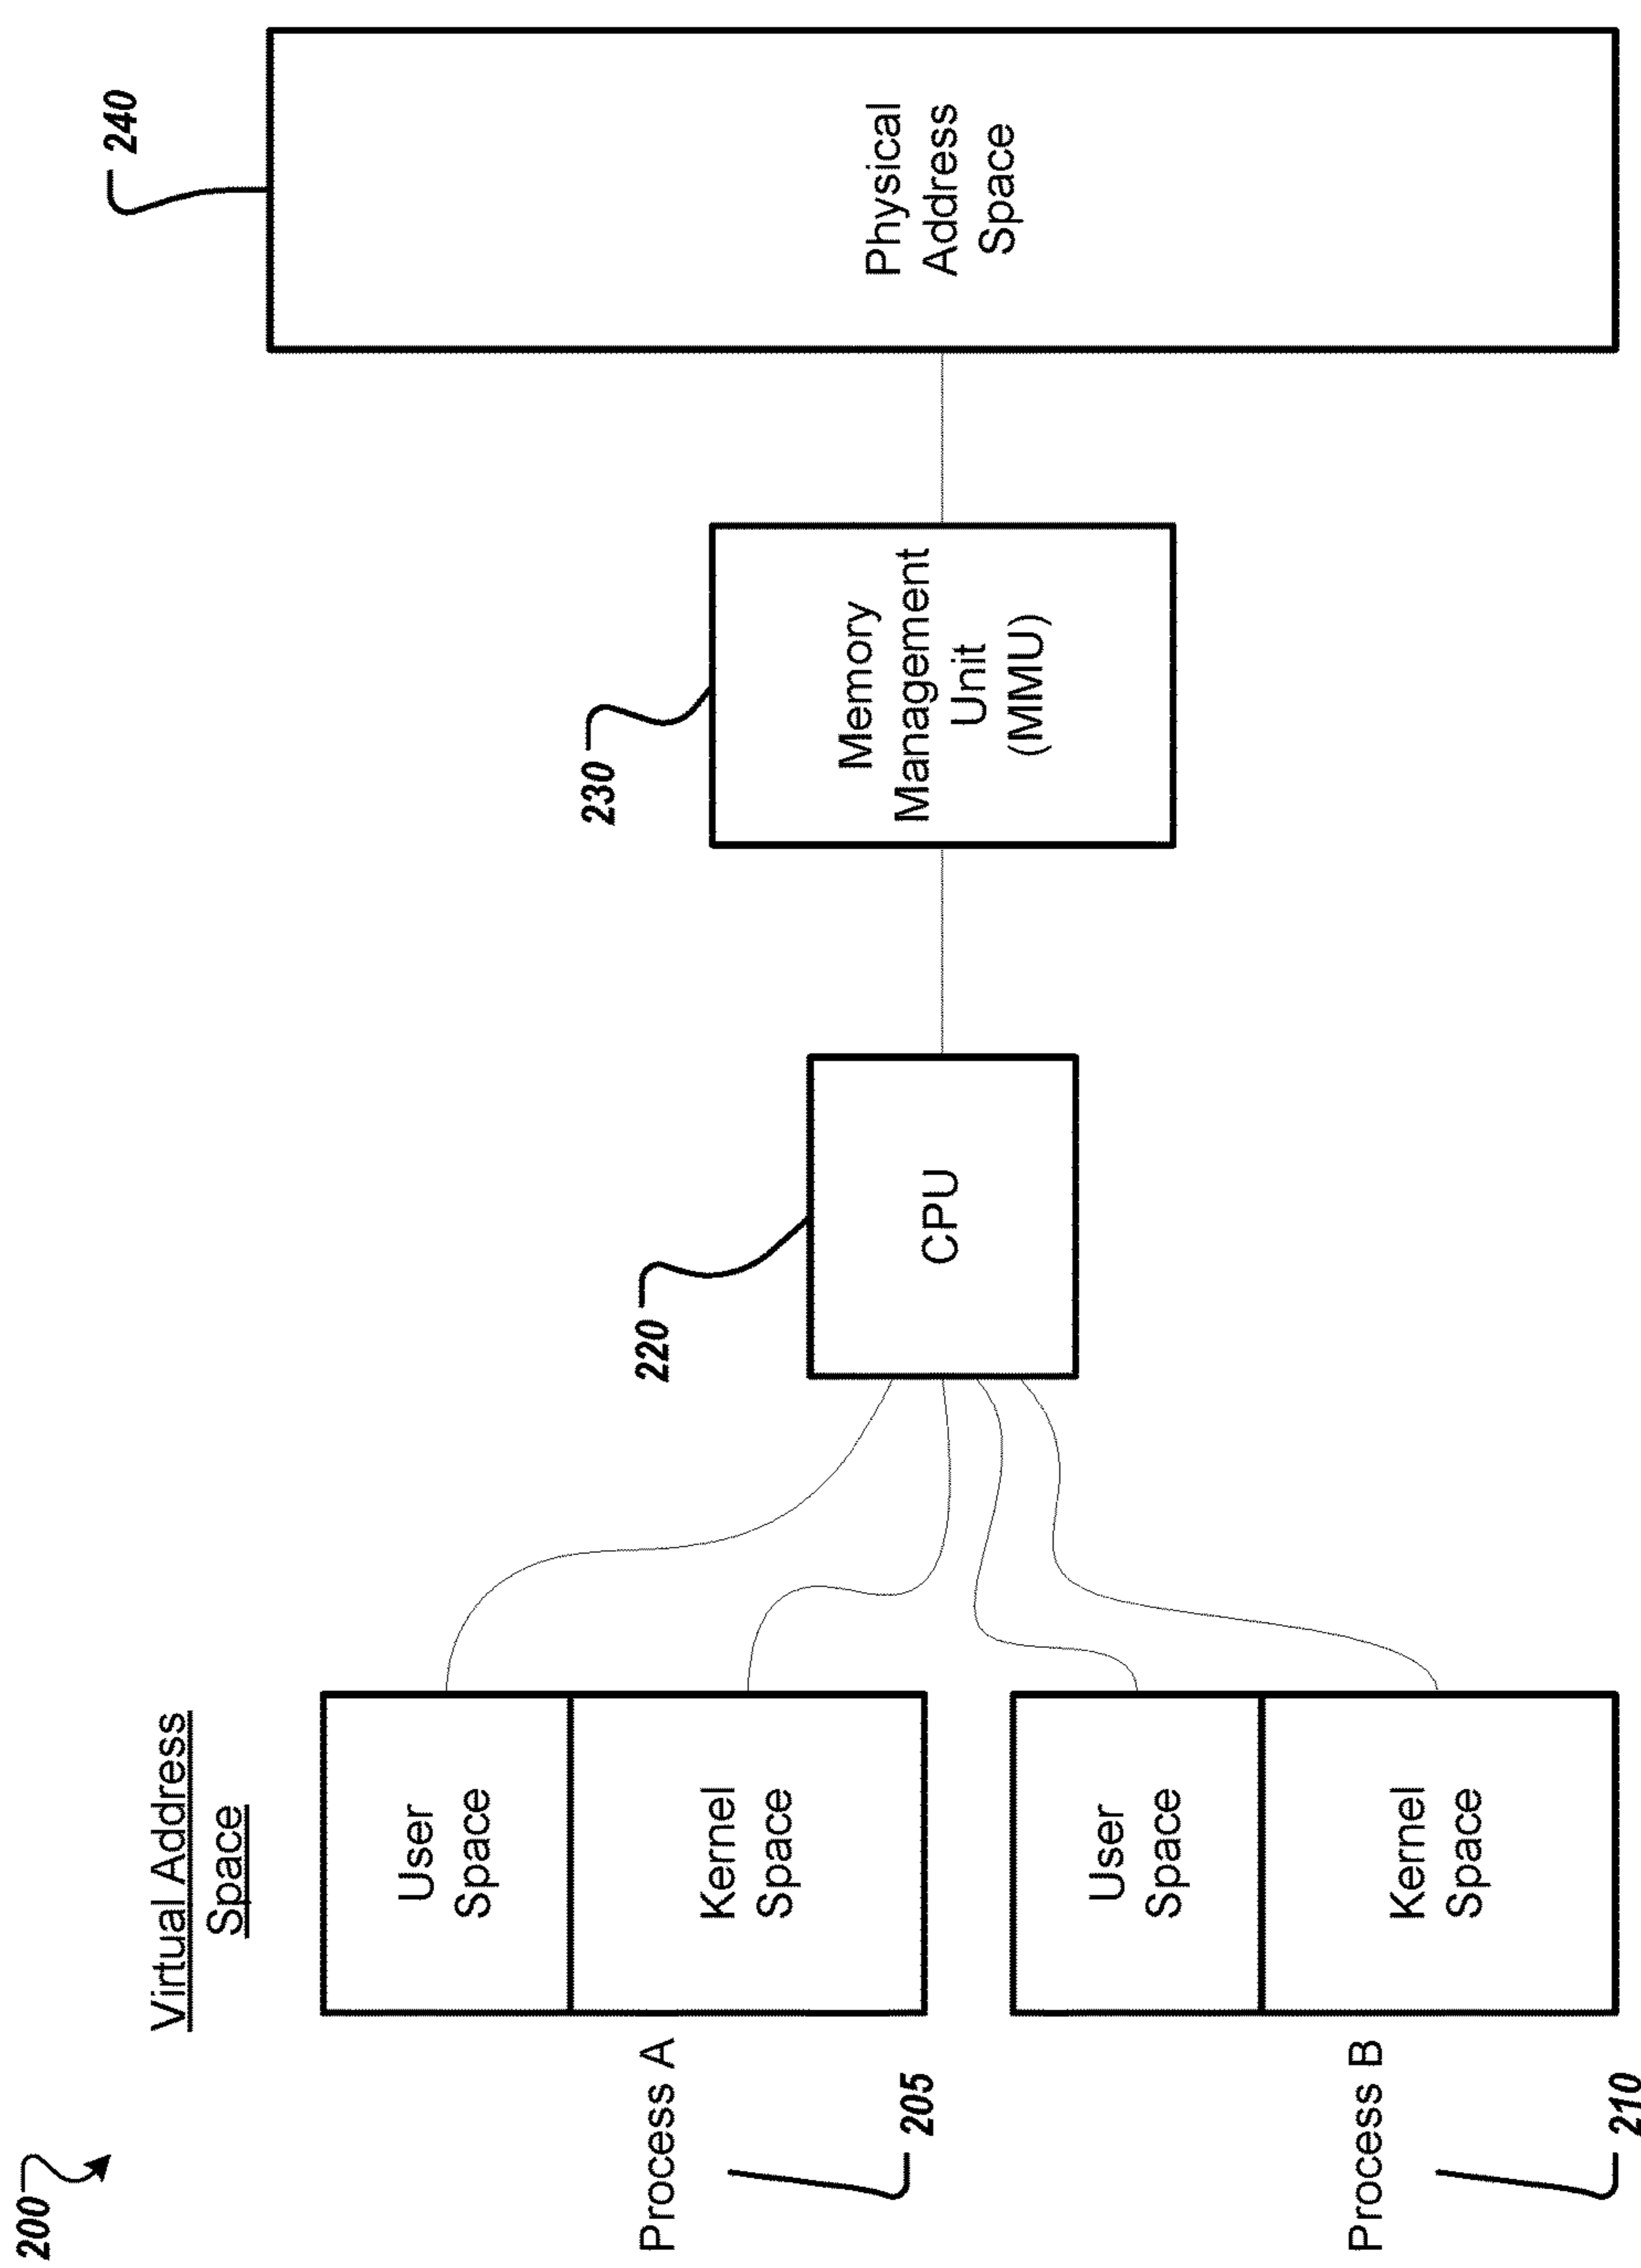 200
Virtual Address
Space
Process A
205
User
Space
Kernel
Space
Process B
210
User
Space
Kernel
Space
220
CPU
230
Memory
Management
Unit
(MMU)
240
Physical
Address
Space